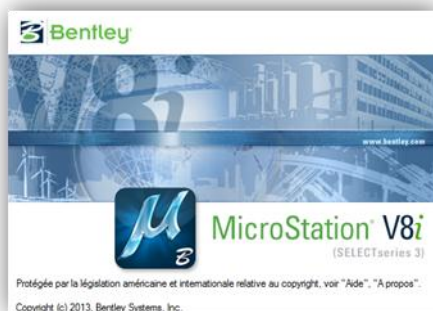 Bentley®
V8i
www.bentley.com
µ
B
MicroStation® V8i
(SELECTseries 3)
Protégée par la législation américaine et internationale relative au copyright, voir "Aide", "A propos".
Copyright (c) 2013, Bentley Systems, Inc.